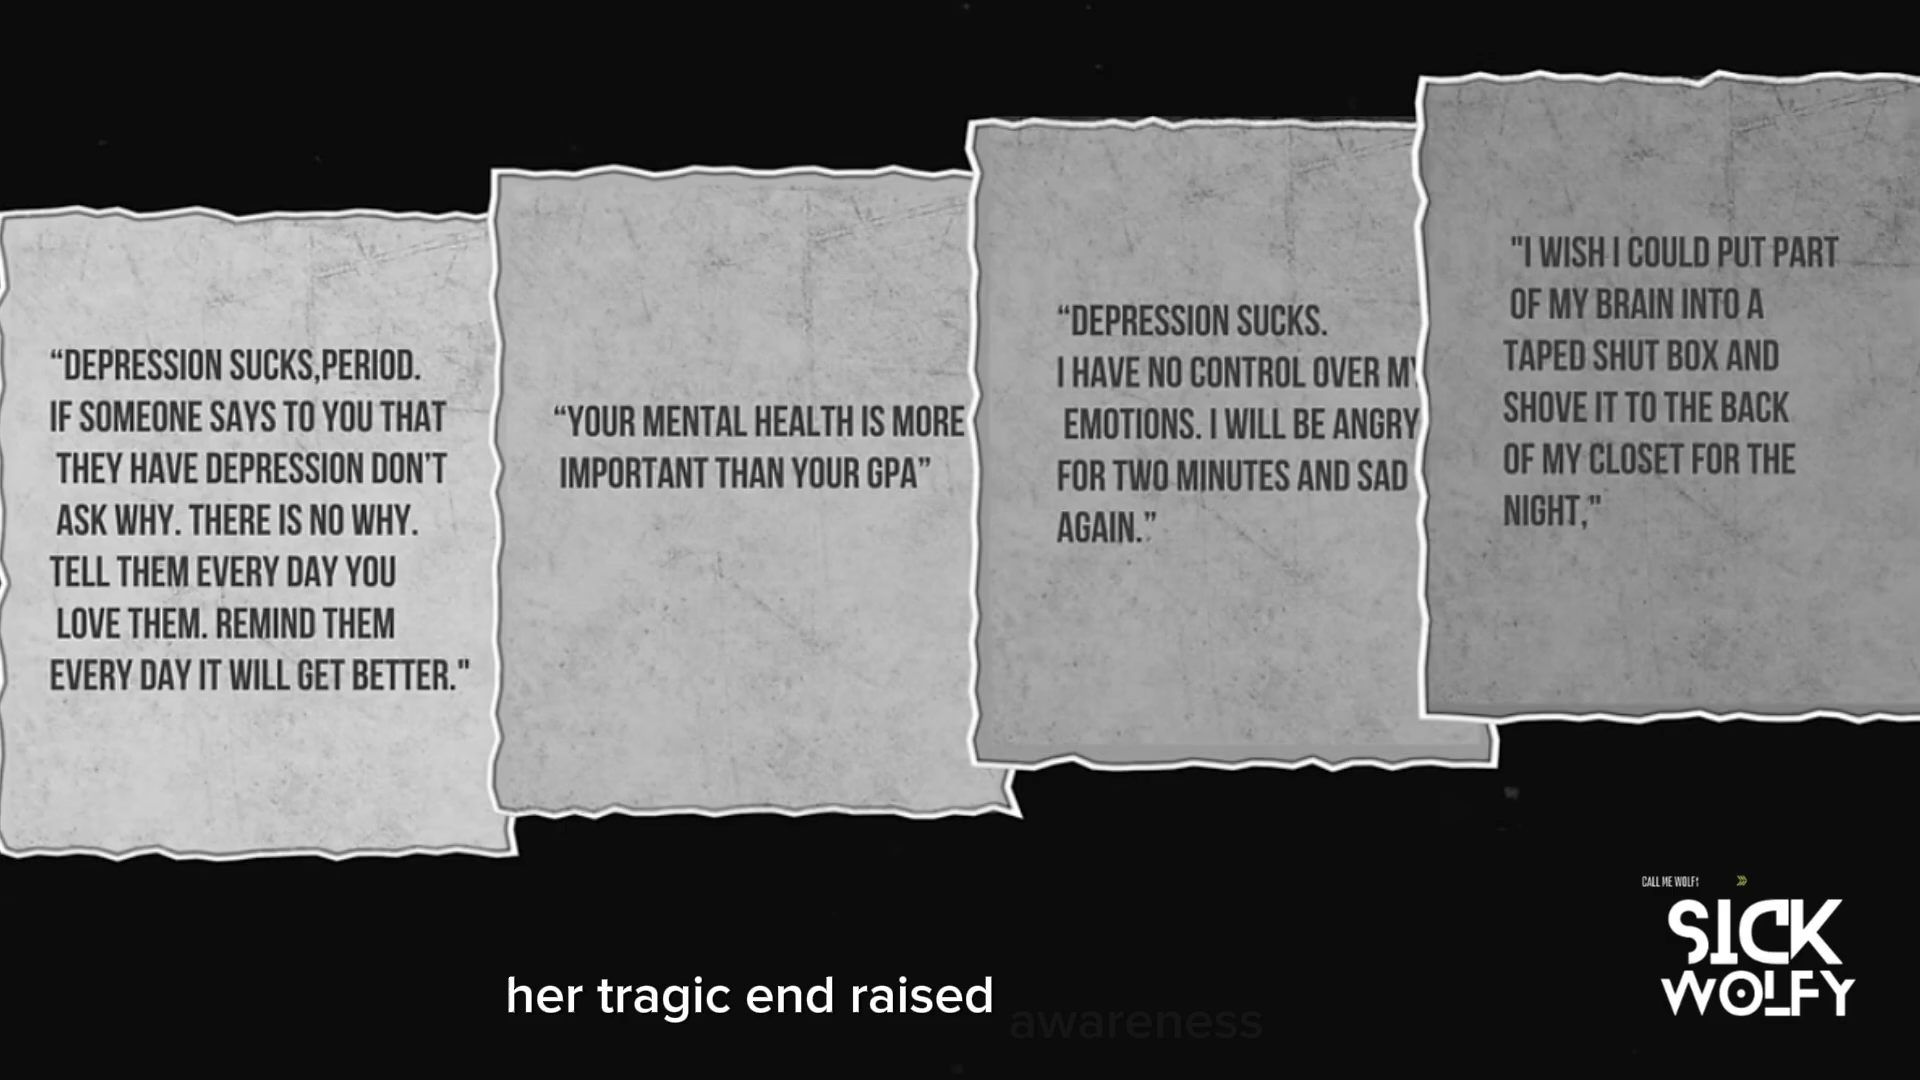 “DEPRESSION SUCKS,PERIOD.
IF SOMEONE SAYS TO YOU THAT
THEY HAVE DEPRESSION DON’T
ASK WHY. THERE IS NO WHY.
TELL THEM EVERY DAY YOU
LOVE THEM. REMIND THEM
EVERY DAY IT WILL GET BETTER."
“YOUR MENTAL HEALTH IS MORE
IMPORTANT THAN YOUR GPA”
“DEPRESSION SUCKS.
I HAVE NO CONTROL OVER MY
EMOTIONS. I WILL BE ANGRY
FOR TWO MINUTES AND SAD
AGAIN.”
"I WISH I COULD PUT PART
OF MY BRAIN INTO A
TAPED SHUT BOX AND
SHOVE IT TO THE BACK
OF MY CLOSET FOR THE
NIGHT,"
CALL ME WOLFY
SICK
WOLFY
her tragic end raised awareness